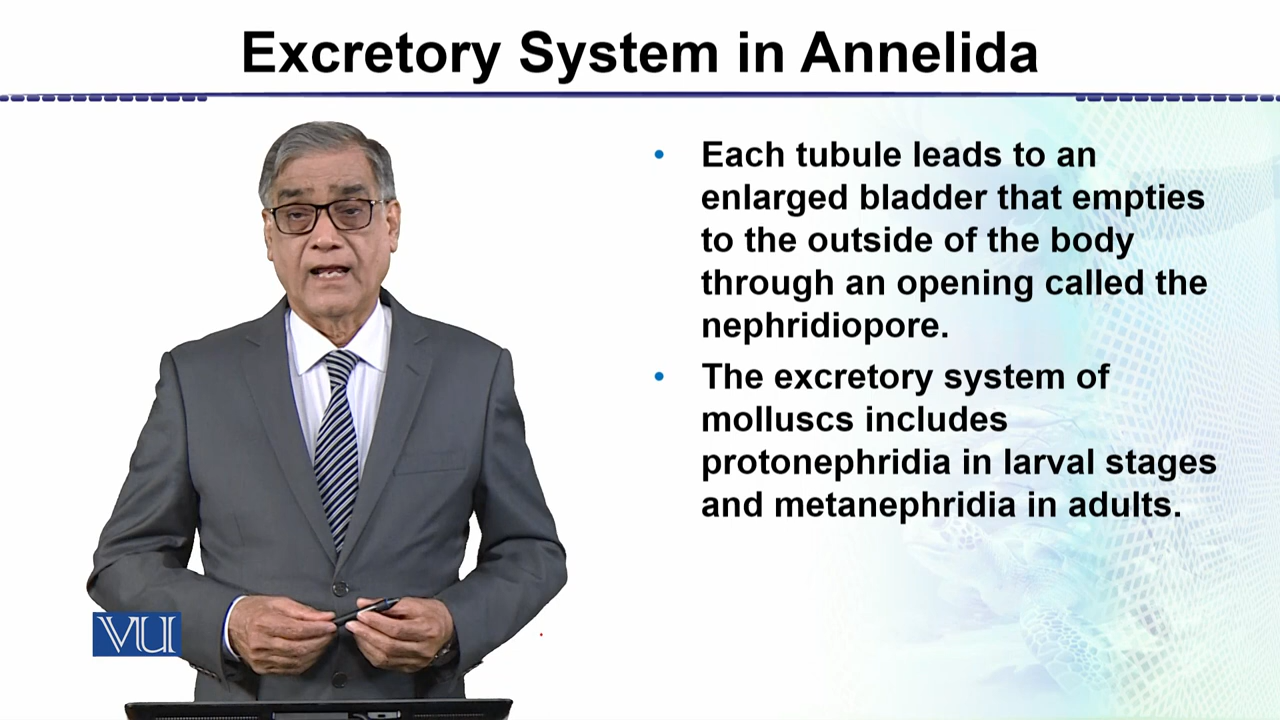 Excretory System in Annelida
• Each tubule leads to an
enlarged bladder that empties
to the outside of the body
through an opening called the
nephridiopore.
• The excretory system of
molluscs includes
protonephridia in larval stages
and metanephridia in adults.
VU